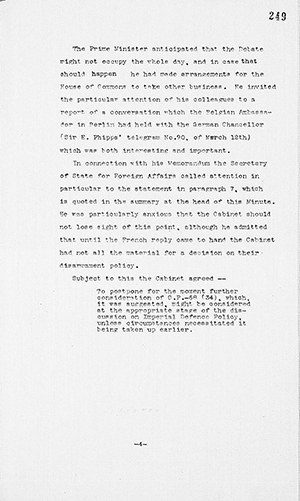 249
The Prime Minister anticipated that the Debate
might not occupy the whole day, and in case that
should happen he had made arrangements for the
House of Commons to take other business. He invited
the particular attention of his colleagues to a
report of a conversation which the Belgian Ambassa-
dor in Berlin had held with the German Chancellor
(Sir E. Phipps' telegram No.90, of March 12th)
which was both interesting and important.
In connection with his Memorandum the Secretary
of State for Foreign Affairs called attention in
particular to the statement in paragraph 7, which
is quoted in the summary at the head of this Minute.
He was particularly anxious that the Cabinet should
not lose sight of this point, although he admitted
that until the French reply came to hand the Cabinet
had not all the material for a decision on their
disarmament policy.
Subject to this the Cabinet agreed --
To postpone for the moment further
consideration of C.P.-68 (34), which,
it was suggested, might be considered
at the appropriate stage of the dis-
cussion on Imperial Defence Policy,
unless circumstances necessitated it
being taken up earlier.
-4-